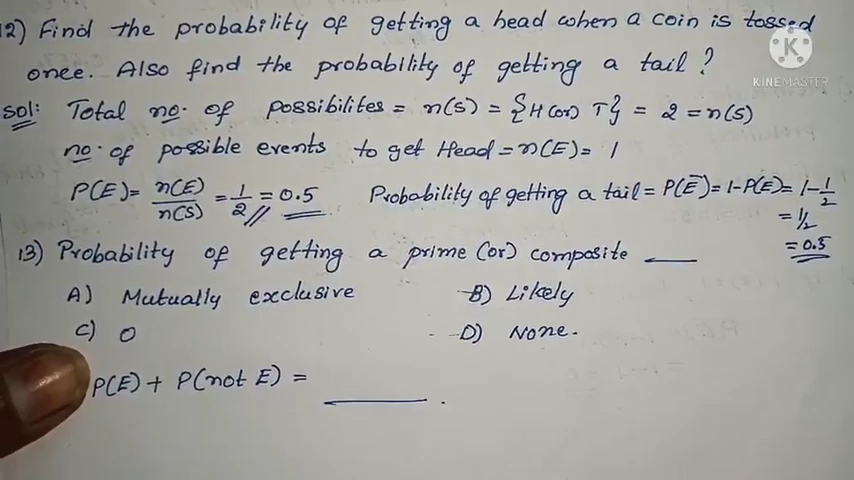 12) Find the probability of getting a head when a coin is tossed
once. Also find the probability of getting a tail?
Sol: Total no. of possibilites = n(S) = {H (or) T} = 2 = n(S)
no. of possible events to get Head = n(E) = 1
P(E) = n(E)/n(S) = 1/2 = 0.5 Probability of getting a tail = P(E̅) = 1 - P(E) = 1 - 1/2
= 1/2
= 0.5
13) Probability of getting a prime (or) composite ____
A) Mutually exclusive B) Likely
C) 0 D) None.
P(E) + P(not E) = ____.
K
KINEMASTER